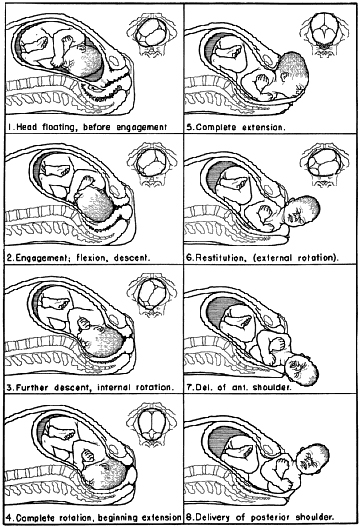 1.Head floating, before engagement
2.Engagement; flexion, descent.
3.Further descent, internal rotation.
4.Complete rotation, beginning extension
5.Complete extension.
6.Restitution, (external rotation).
7.Del. of ant. shoulder.
8.Delivery of posterior shoulder.